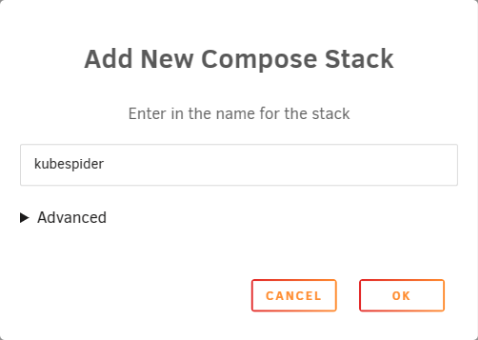 Add New Compose Stack
Enter in the name for the stack
kubespider
Advanced
CANCEL
OK